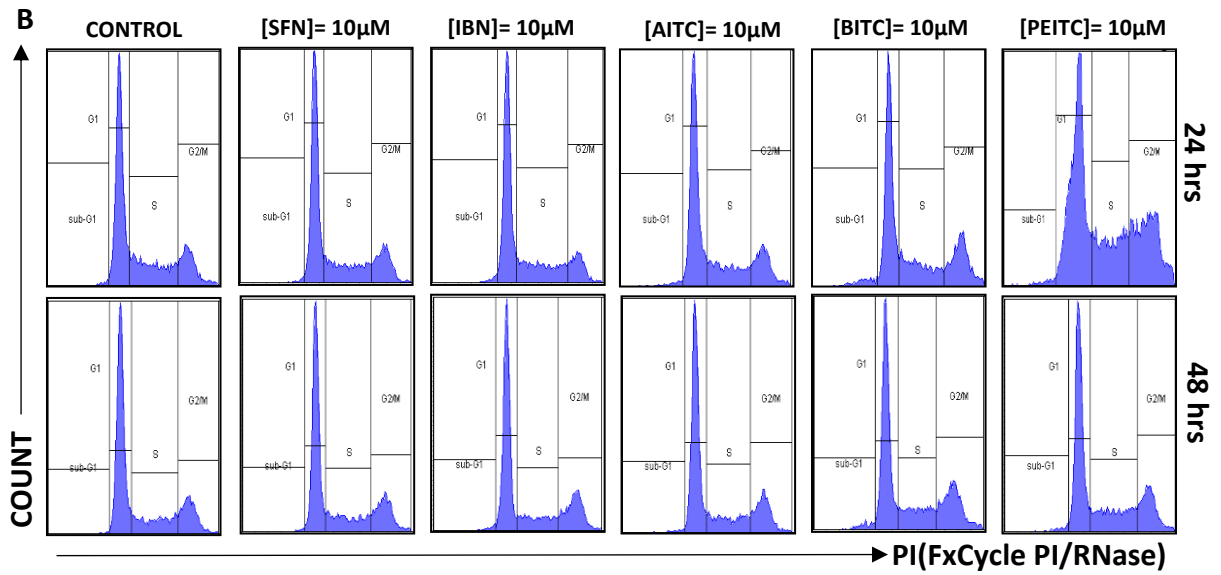 B
CONTROL [SFN]= 10µM [IBN]= 10µM [AITC]= 10µM [BITC]= 10µM [PEITC]= 10µM
G1 G2/M S sub-G1
G1 G2/M S sub-G1
G1 G2/M S sub-G1
G1 G2/M S sub-G1
G1 G2/M S sub-G1
G1 G2/M S sub-G1
24 hrs
G1 G2/M S sub-G1
G1 G2/M S sub-G1
G1 G2/M S sub-G1
G1 G2/M S sub-G1
G1 G2/M S sub-G1
G1 G2/M S sub-G1
48 hrs
COUNT
PI(FxCycle PI/RNase)